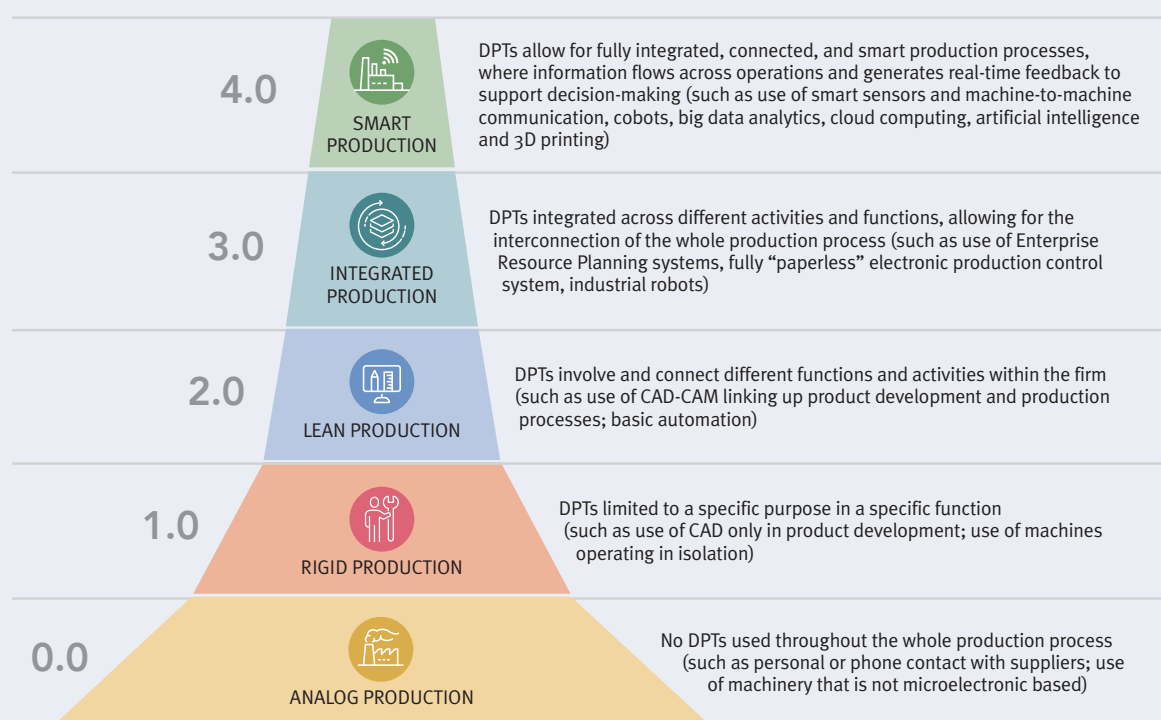 4.0
SMART
PRODUCTION
DPTs allow for fully integrated, connected, and smart production processes,
where information flows across operations and generates real-time feedback to
support decision-making (such as use of smart sensors and machine-to-machine
communication, cobots, big data analytics, cloud computing, artificial intelligence
and 3D printing)
3.0
INTEGRATED
PRODUCTION
DPTs integrated across different activities and functions, allowing for the
interconnection of the whole production process (such as use of Enterprise
Resource Planning systems, fully “paperless” electronic production control
system, industrial robots)
2.0
LEAN PRODUCTION
DPTs involve and connect different functions and activities within the firm
(such as use of CAD-CAM linking up product development and production
processes; basic automation)
1.0
RIGID PRODUCTION
DPTs limited to a specific purpose in a specific function
(such as use of CAD only in product development; use of machines
operating in isolation)
0.0
ANALOG PRODUCTION
No DPTs used throughout the whole production process
(such as personal or phone contact with suppliers; use
of machinery that is not microelectronic based)